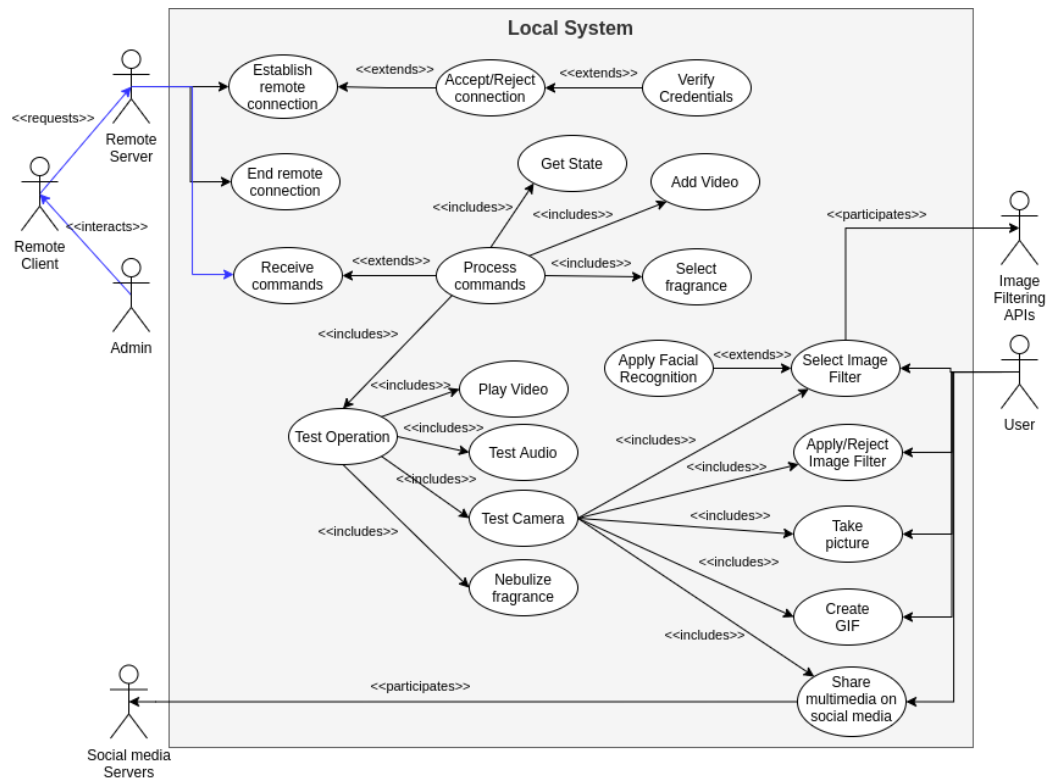 Local System
Establish
remote
connection
<<extends>>
Accept/Reject
connection
<<extends>>
Verify
Credentials
<<requests>>
Remote
Server
End remote
connection
Get State
Add Video
<<includes>>
<<includes>>
<<participates>>
<<interacts>>
Remote
Client
Receive
commands
<<extends>>
Process
commands
<<includes>>
Select
fragrance
Image
Filtering
APIs
Admin
<<includes>>
Apply Facial
Recognition
<<extends>>
Select Image
Filter
User
Play Video
<<includes>>
Test Operation
<<includes>>
Test Audio
<<includes>>
Apply/Reject
Image Filter
<<includes>>
<<includes>>
Test Camera
<<includes>>
Take
picture
<<includes>>
<<includes>>
Nebulize
fragrance
Create
GIF
<<includes>>
Share
multimedia on
social media
<<participates>>
Social media
Servers